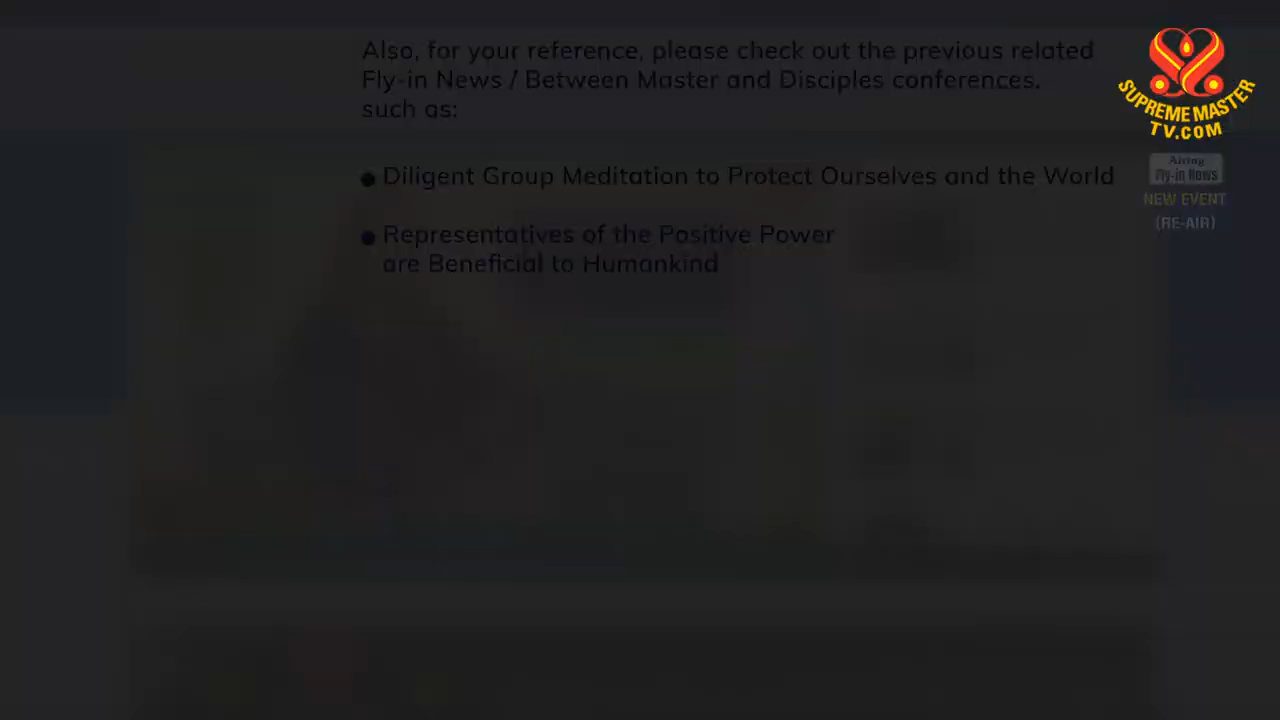 Also, for your reference, please check out the previous related
Fly-in News / Between Master and Disciples conferences,
such as:
● Diligent Group Meditation to Protect Ourselves and the World
● Representatives of the Positive Power
are Beneficial to Humankind
SUPREME MASTER
TV.COM
Airing
Fly-in News
NEW EVENT
(RE-AIR)